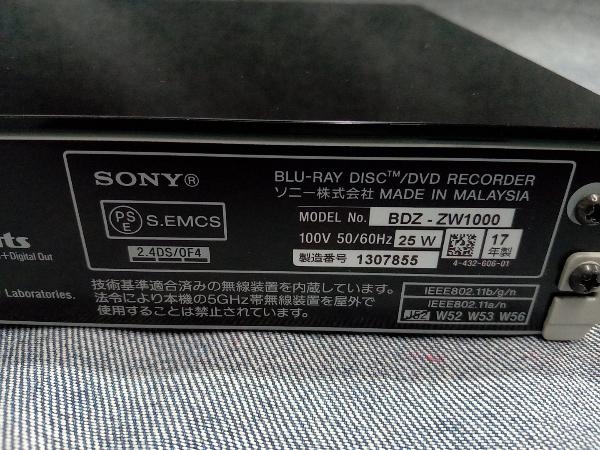 SONY®
BLU-RAY DISC™/DVD RECORDER
ソニー株式会社 MADE IN MALAYSIA
PSE S.EMCS
MODEL No. BDZ-ZW1000
100V 50/60Hz 25W 17年製
2.4DS/OF4
製造番号 1307855
4-432-606-01
rts
+Digital Out
Laboratories.
技術基準適合済みの無線装置を内蔵しています。
法令により本機の5GHz帯無線装置を屋外で
使用することは禁止されています。
IEEE802.11b/g/n
IEEE802.11a/n
J52 W52 W53 W56